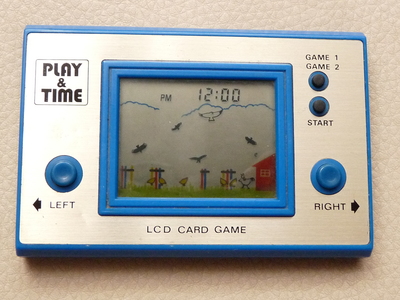 PLAY
&
TIME
PM 12:00
GAME 1
GAME 2
START
LEFT
RIGHT
LCD CARD GAME